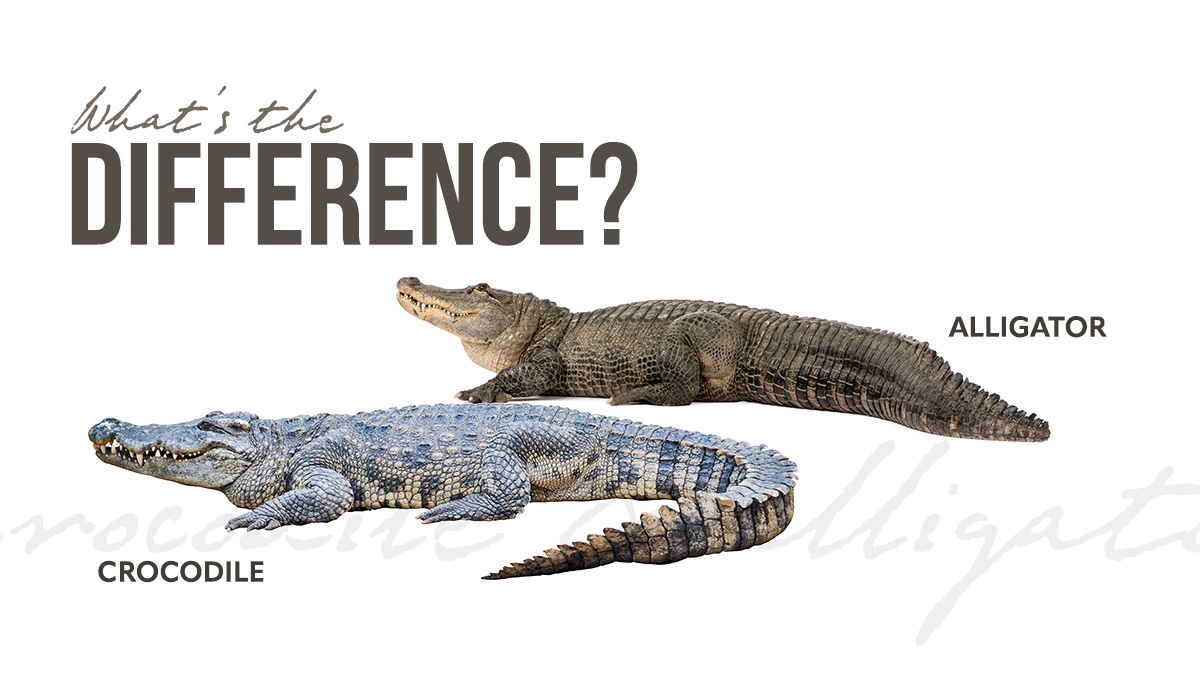 What's the
DIFFERENCE?
ALLIGATOR
CROCODILE